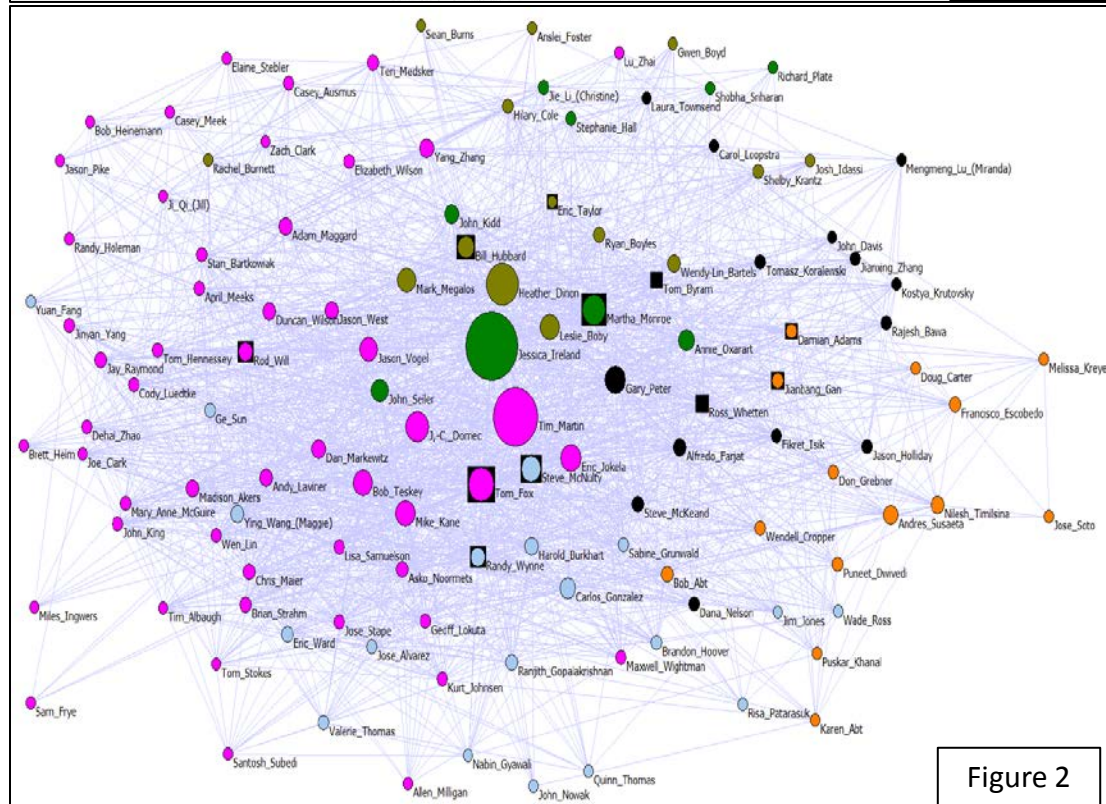 Sean_Burns
Anslei_Foster
Gwen_Boyd
Elaine_Stebler
Teri_Medsker
Lu_Zhai
Richard_Plate
Casey_Ausmus
Jie_Li_(Christine)
Shobha_Sriharan
Laura_Townsend
Casey_Meek
Hilary_Cole
Bob_Heinemann
Stephanie_Hall
Zach_Clark
Carol_Loopstra
Jason_Pike
Rachel_Burnett
Elizabeth_Wilson
Yang_Zhang
Josh_Idassi
Mengmeng_Lu_(Miranda)
Shelby_Krantz
Ji_Qi_(Jill)
Eric_Taylor
John_Kidd
Adam_Maggard
Randy_Holeman
Bill_Hubbard
Ryan_Boyles
John_Davis
Stan_Bartkowiak
Jianxing_Zhang
Wendy-Lin_Bartels
Tomasz_Koralewski
Mark_Megalos
Heather_Dinon
Tom_Byram
Kostya_Krutovsky
April_Meeks
Yuan_Fang
Duncan_Wilson
Jason_West
Martha_Monroe
Jinyan_Yang
Leslie_Boby
Rajesh_Bawa
Damian_Adams
Jessica_Ireland
Annie_Oxarart
Tom_Hennessey
Rod_Will
Jason_Vogel
Jay_Raymond
Melissa_Kreye
Doug_Carter
Cody_Luedtke
Gary_Peter
Jianbang_Gan
John_Seiler
Ross_Whetten
Francisco_Escobedo
Ge_Sun
Tim_Martin
Dehai_Zhao
J,-C,_Domec
Fikret_Isik
Brett_Heim
Joe_Clark
Dan_Markewitz
Alfredo_Farjat
Jason_Holliday
Eric_Jokela
Steve_McNulty
Don_Grebner
Andy_Laviner
Bob_Teskey
Tom_Fox
Madison_Akers
Mary_Anne_McGuire
Steve_McKeand
Nilesh_Timilsina
Ying_Wang_(Maggie)
Mike_Kane
Andres_Susaeta
Jose_Soto
John_King
Wendell_Cropper
Wen_Lin
Lisa_Samuelson
Harold_Burkhart
Sabine_Grunwald
Randy_Wynne
Chris_Maier
Asko_Noormets
Bob_Abt
Puneet_Dwivedi
Carlos_Gonzalez
Miles_Ingwers
Tim_Albaugh
Brian_Strahm
Dana_Nelson
Jim_Jones
Wade_Ross
Jose_Stape
Geoff_Lokuta
Eric_Ward
Jose_Alvarez
Brandon_Hoover
Puskar_Khanal
Tom_Stokes
Ranjith_Gopalakrishnan
Maxwell_Wightman
Kurt_Johnsen
Sam_Frye
Risa_Patarasuk
Valerie_Thomas
Karen_Abt
Santosh_Subedi
Nabin_Gyawali
Quinn_Thomas
Allen_Milligan
John_Nowak
Figure 2